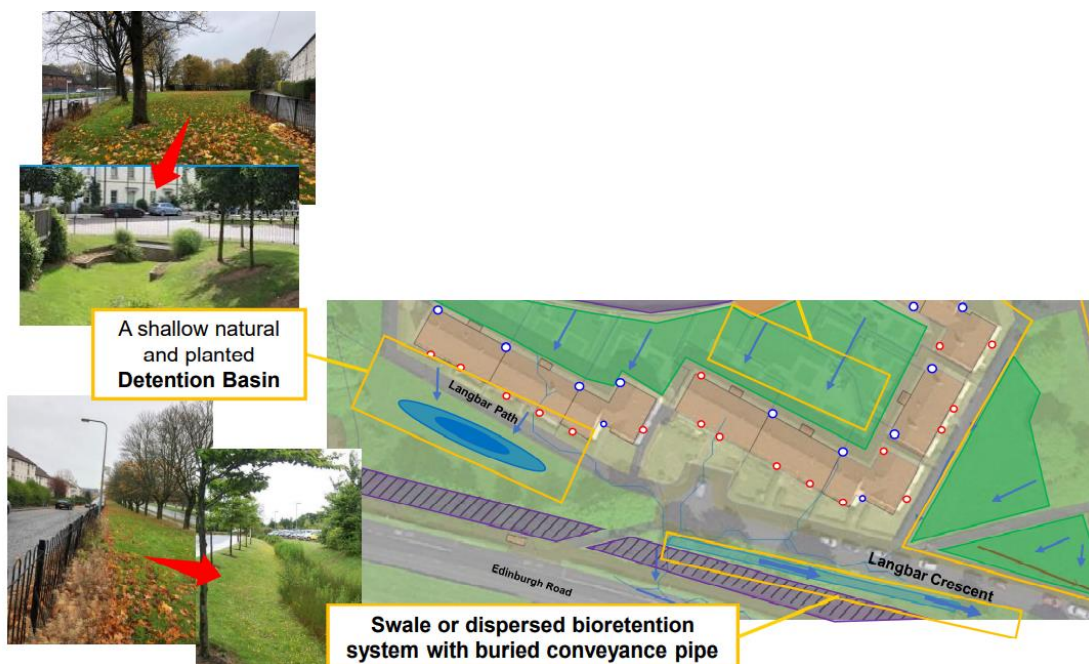 A shallow natural
and planted
Detention Basin
Langbar Path
Langbar Crescent
Edinburgh Road
Swale or dispersed bioretention
system with buried conveyance pipe